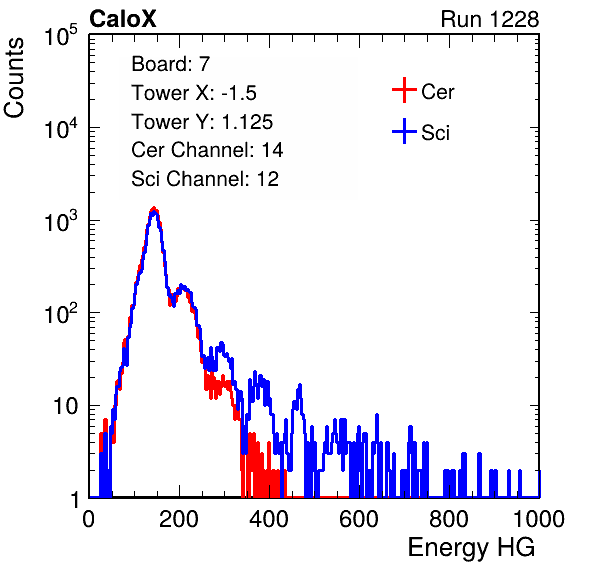 CaloX Run 1228
Counts
Board: 7
Tower X: -1.5
Tower Y: 1.125
Cer Channel: 14
Sci Channel: 12
Cer
Sci
10^5
10^4
10^3
10^2
10
1
0 200 400 600 800 1000
Energy HG